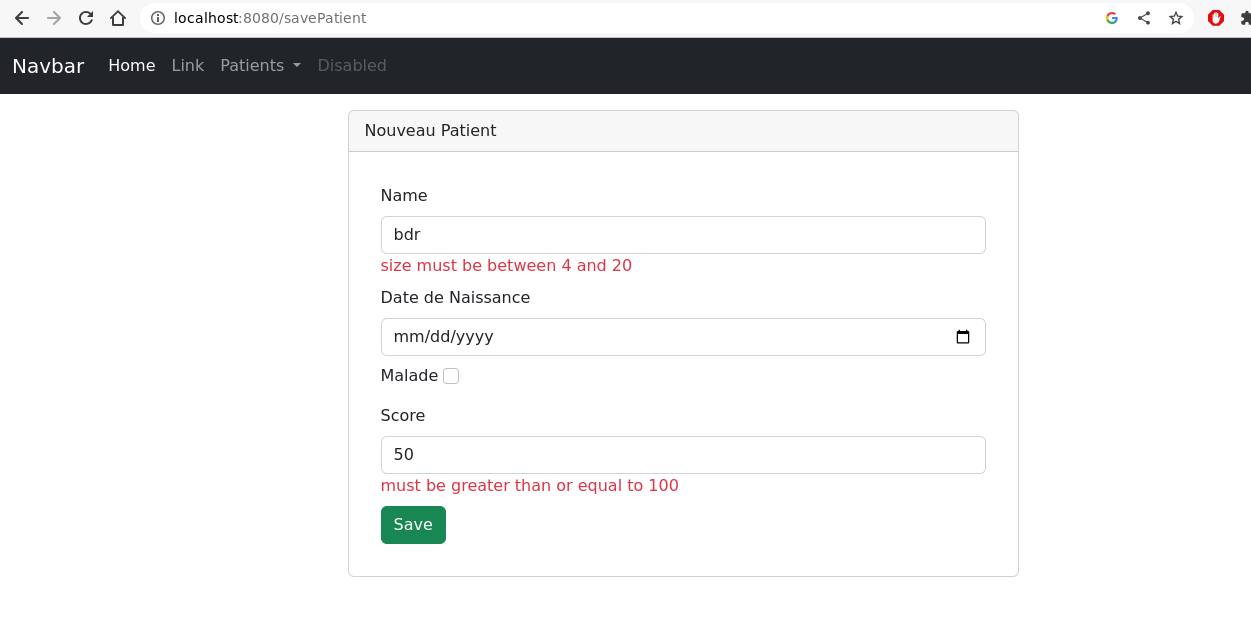 localhost:8080/savePatient
Navbar Home Link Patients Disabled
Nouveau Patient
Name
bdr
size must be between 4 and 20
Date de Naissance
mm/dd/yyyy
Malade
Score
50
must be greater than or equal to 100
Save